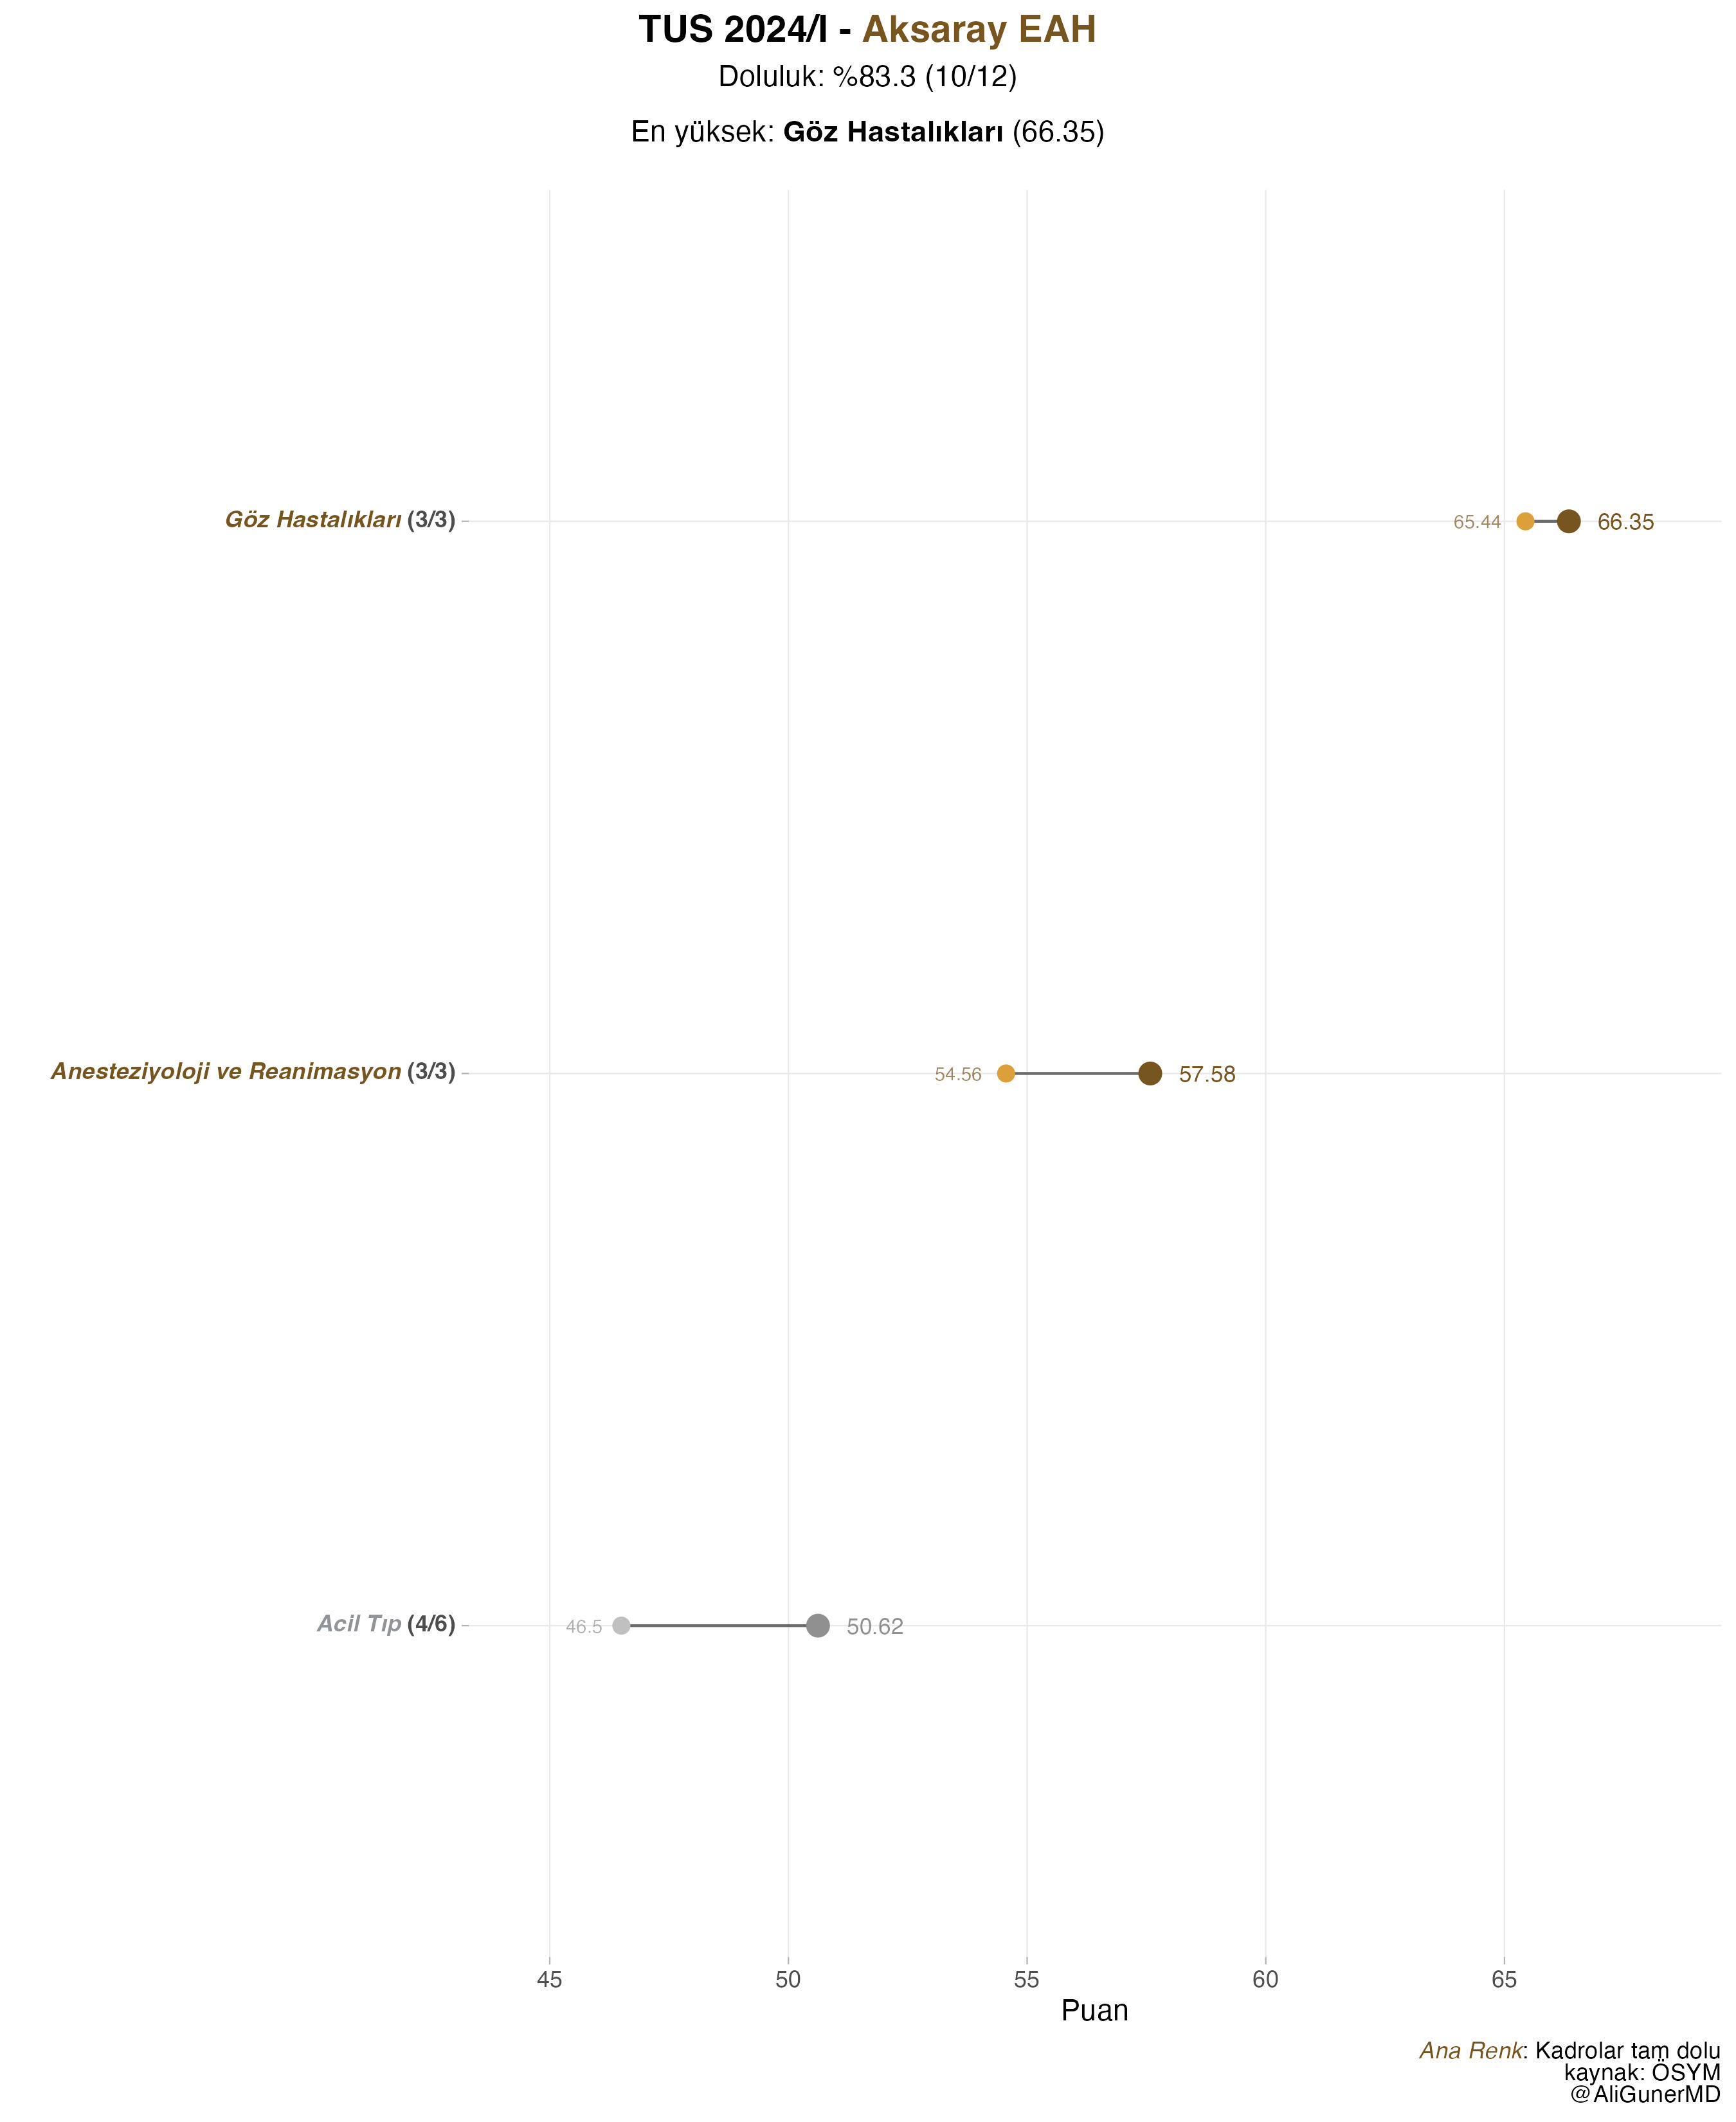 TUS 2024/I - Aksaray EAH
Doluluk: %83.3 (10/12)
En yüksek: Göz Hastalıkları (66.35)
Göz Hastalıkları (3/3)
65.44
66.35
Anesteziyoloji ve Reanimasyon (3/3)
54.56
57.58
Acil Tıp (4/6)
46.5
50.62
45
50
55
60
65
Puan
Ana Renk: Kadrolar tam dolu
kaynak: ÖSYM
@AliGunerMD